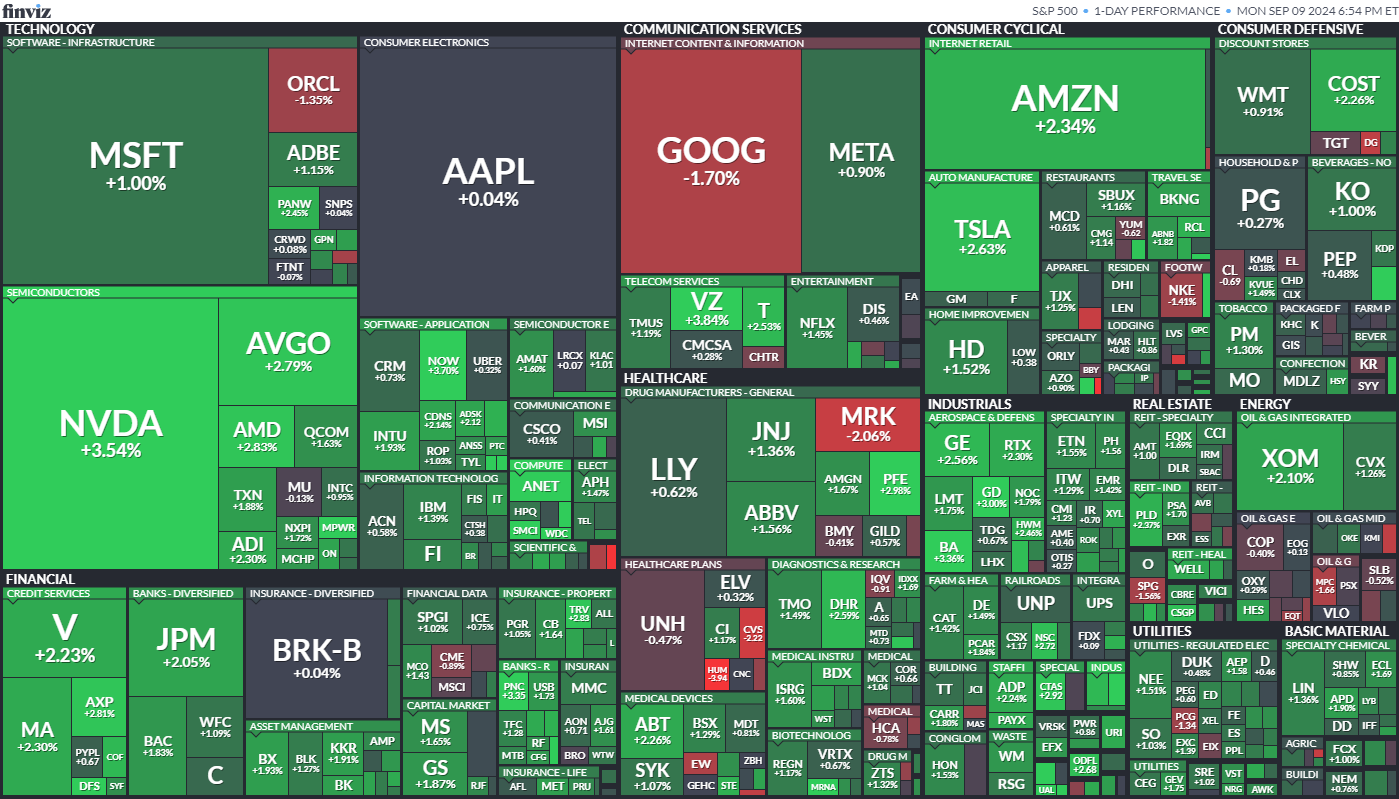 finviz
S&P 500 • 1-DAY PERFORMANCE • MON SEP 09 2024 6:54 PM ET
TECHNOLOGY
SOFTWARE - INFRASTRUCTURE
MSFT
+1.00%
ORCL
-1.35%
ADBE
+1.15%
PANW
+2.45%
SNPS
+0.04%
CRWD
+0.08%
GPN
FTNT
-0.07%
CONSUMER ELECTRONICS
AAPL
+0.04%
SEMICONDUCTORS
NVDA
+3.54%
AVGO
+2.79%
AMD
+2.83%
QCOM
+1.63%
TXN
+1.88%
MU
-0.13%
INTC
+0.95%
NXPI
+1.72%
MPWR
ADI
+2.30%
MCHP
ON
SOFTWARE - APPLICATION
CRM
+0.73%
NOW
+3.70%
UBER
+0.32%
INTU
+1.93%
CDNS
+2.14%
ADSK
+2.12
ROP
+1.03%
ANSS
PTC
TYL
SEMICONDUCTOR E
AMAT
+1.60%
LRCX
+0.07
KLAC
+1.01
COMMUNICATION E
CSCO
+0.41%
MSI
INFORMATION TECHNOLOG
ACN
+0.58%
IBM
+1.39%
FIS
IT
FI
CTSH
+0.38
BR
COMPUTE
ANET
HPQ
SMCI
WDC
ELECT
APH
+1.47%
TEL
SCIENTIFIC &
COMMUNICATION SERVICES
INTERNET CONTENT & INFORMATION
GOOG
-1.70%
META
+0.90%
TELECOM SERVICES
TMUS
+1.19%
VZ
+3.84%
T
+2.53%
CMCSA
+0.28%
CHTR
ENTERTAINMENT
NFLX
+1.45%
DIS
+0.46%
EA
CONSUMER CYCLICAL
INTERNET RETAIL
AMZN
+2.34%
AUTO MANUFACTURE
TSLA
+2.63%
GM
F
RESTAURANTS
MCD
+0.61%
SBUX
+1.16%
CMG
+1.14
YUM
-0.62
TRAVEL SE
BKNG
ABNB
+1.82
RCL
HOME IMPROVEMEN
HD
+1.52%
LOW
+0.38
APPAREL
TJX
+1.25%
RESIDEN
DHI
LEN
FOOTW
NKE
-1.41%
SPECIALTY
ORLY
AZO
+0.90%
BBY
LODGING
MAR
+0.43
HLT
+0.86
LVS
GPC
PACKAGI
IP
CONSUMER DEFENSIVE
DISCOUNT STORES
WMT
+0.91%
COST
+2.26%
TGT
DG
HOUSEHOLD & P
PG
+0.27%
CL
-0.69
KMB
+0.18%
EL
KVUE
+1.49%
CHD
CLX
BEVERAGES - NO
KO
+1.00%
PEP
+0.48%
KDP
TOBACCO
PM
+1.30%
MO
PACKAGED F
KHC
K
GIS
FARM P
BEVER
CONFECTION
MDLZ
HSY
KR
SYY
HEALTHCARE
DRUG MANUFACTURERS - GENERAL
LLY
+0.62%
JNJ
+1.36%
ABBV
+1.56%
MRK
-2.06%
AMGN
+1.67%
PFE
+2.98%
BMY
-0.41%
GILD
+0.57%
HEALTHCARE PLANS
UNH
-0.47%
ELV
+0.32%
CI
+1.17%
CVS
-2.22
HUM
-3.94
CNC
DIAGNOSTICS & RESEARCH
TMO
+1.49%
DHR
+2.59%
IQV
-0.91
IDXX
+1.69
A
+0.65
MTD
+0.73
MEDICAL DEVICES
ABT
+2.26%
BSX
+1.29%
MDT
+0.81%
SYK
+1.07%
EW
ZBH
GEHC
STE
MEDICAL INSTRU
ISRG
+1.60%
BDX
WST
MEDICAL
MCK
+1.04
COR
+0.66
MEDICAL
HCA
-0.78%
BIOTECHNOLOG
REGN
+1.17%
VRTX
+0.67%
MRNA
DRUG M
ZTS
+1.32%
FINANCIAL
CREDIT SERVICES
V
+2.23%
MA
+2.30%
AXP
+2.81%
PYPL
+0.67
COF
DFS
SYF
BANKS - DIVERSIFIED
JPM
+2.05%
BAC
+1.83%
WFC
+1.09%
C
INSURANCE - DIVERSIFIED
BRK-B
+0.04%
ASSET MANAGEMENT
BX
+1.93%
BLK
+1.27%
KKR
+1.91%
AMP
BK
FINANCIAL DATA
SPGI
+1.02%
ICE
+0.75%
MCO
+1.43
CME
-0.89%
MSCI
CAPITAL MARKET
MS
+1.65%
GS
+1.87%
RJF
INSURANCE - PROPERT
PGR
+1.05%
CB
+1.64
TRV
+2.83
ALL
L
BANKS - R
PNC
+3.35
USB
+1.73
TFC
+1.28
RF
MTB
CFG
INSURAN
MMC
AON
+0.71
AJG
+1.61
BRO
WTW
INSURANCE - LIFE
AFL
MET
PRU
INDUSTRIALS
AEROSPACE & DEFENS
GE
+2.56%
RTX
+2.30%
LMT
+1.75%
GD
+3.00%
NOC
+1.79%
BA
+3.36%
TDG
+0.67%
HWM
+2.46%
LHX
SPECIALTY IN
ETN
+1.55%
PH
+1.56
ITW
+1.29%
EMR
+1.42%
CMI
+1.23
IR
+0.70
XYL
AME
+0.40
ROK
OTIS
+0.27
FARM & HEA
CAT
+1.42%
DE
+1.49%
PCAR
+1.84%
RAILROADS
UNP
CSX
+1.17
NSC
+2.72
INTEGRA
UPS
FDX
+0.09
BUILDING
TT
JCI
CARR
+1.80%
MAS
STAFFI
ADP
+2.24%
PAYX
SPECIAL
CTAS
+2.92
INDUS
VRSK
PWR
+0.86
URI
CONGLOM
HON
+1.53%
WASTE
WM
RSG
EFX
ODFL
+2.68
UAL
REAL ESTATE
REIT - SPECIALTY
AMT
+1.00
EQIX
+1.69%
CCI
IRM
DLR
SBAC
REIT - IND
PLD
+2.37%
PSA
+1.70
EXR
REIT -
AVB
ESS
O
SPG
-1.56%
REIT - HEAL
WELL
CBRE
VICI
CSGP
ENERGY
OIL & GAS INTEGRATED
XOM
+2.10%
CVX
+1.26%
OIL & GAS E
COP
-0.40%
EOG
+0.13
OXY
+0.29%
HES
EQT
OIL & GAS MID
OKE
KMI
OIL & G
MPC
-1.66
PSX
VLO
SLB
-0.52%
UTILITIES
UTILITIES - REGULATED ELEC
NEE
+1.51%
DUK
+0.48%
AEP
+1.58
D
+0.46
SO
+1.03%
PEG
+0.69
ED
PCG
-1.34
XEL
FE
EXC
+1.39
EIX
ES
PPL
UTILITIES
CEG
GEV
+1.75
SRE
+1.02
VST
NRG
AWK
BASIC MATERIAL
SPECIALTY CHEMICAL
LIN
+1.36%
SHW
+0.85%
ECL
+1.69
APD
+1.90%
LYB
DD
IFF
AGRIC
FCX
+1.00%
BUILDI
NEM
+0.76%